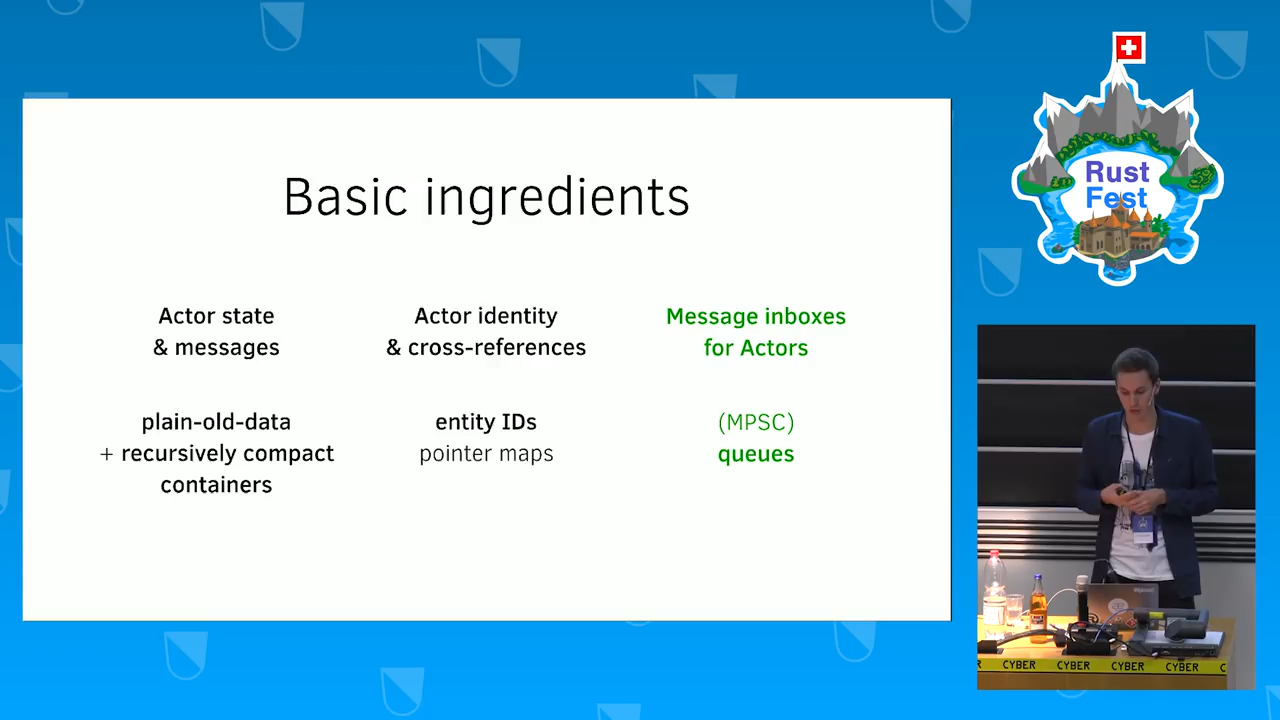 Basic ingredients
Actor state
& messages
Actor identity
& cross-references
Message inboxes
for Actors
plain-old-data
+ recursively compact
containers
entity IDs
pointer maps
(MPSC)
queues
Rust
Fest
CYBER CYBER CYBER CYBER